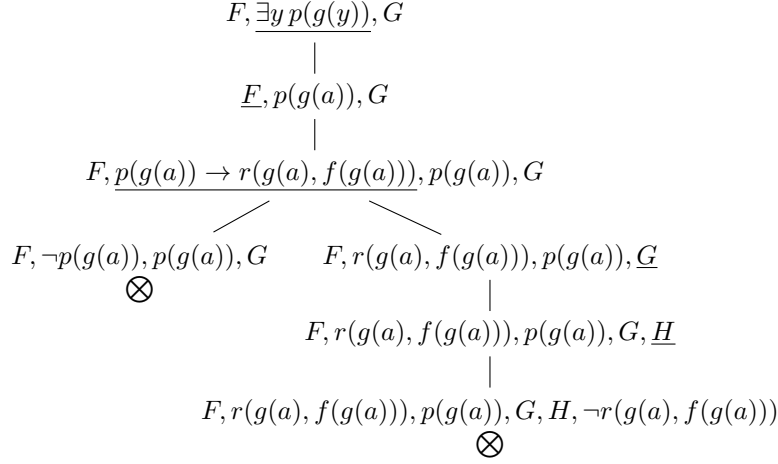 F, ∃y p(g(y)), G
F, p(g(a)), G
F, p(g(a)) → r(g(a), f(g(a))), p(g(a)), G
F, ¬p(g(a)), p(g(a)), G F, r(g(a), f(g(a))), p(g(a)), G
⊗
F, r(g(a), f(g(a))), p(g(a)), G, H
F, r(g(a), f(g(a))), p(g(a)), G, H, ¬r(g(a), f(g(a)))
⊗